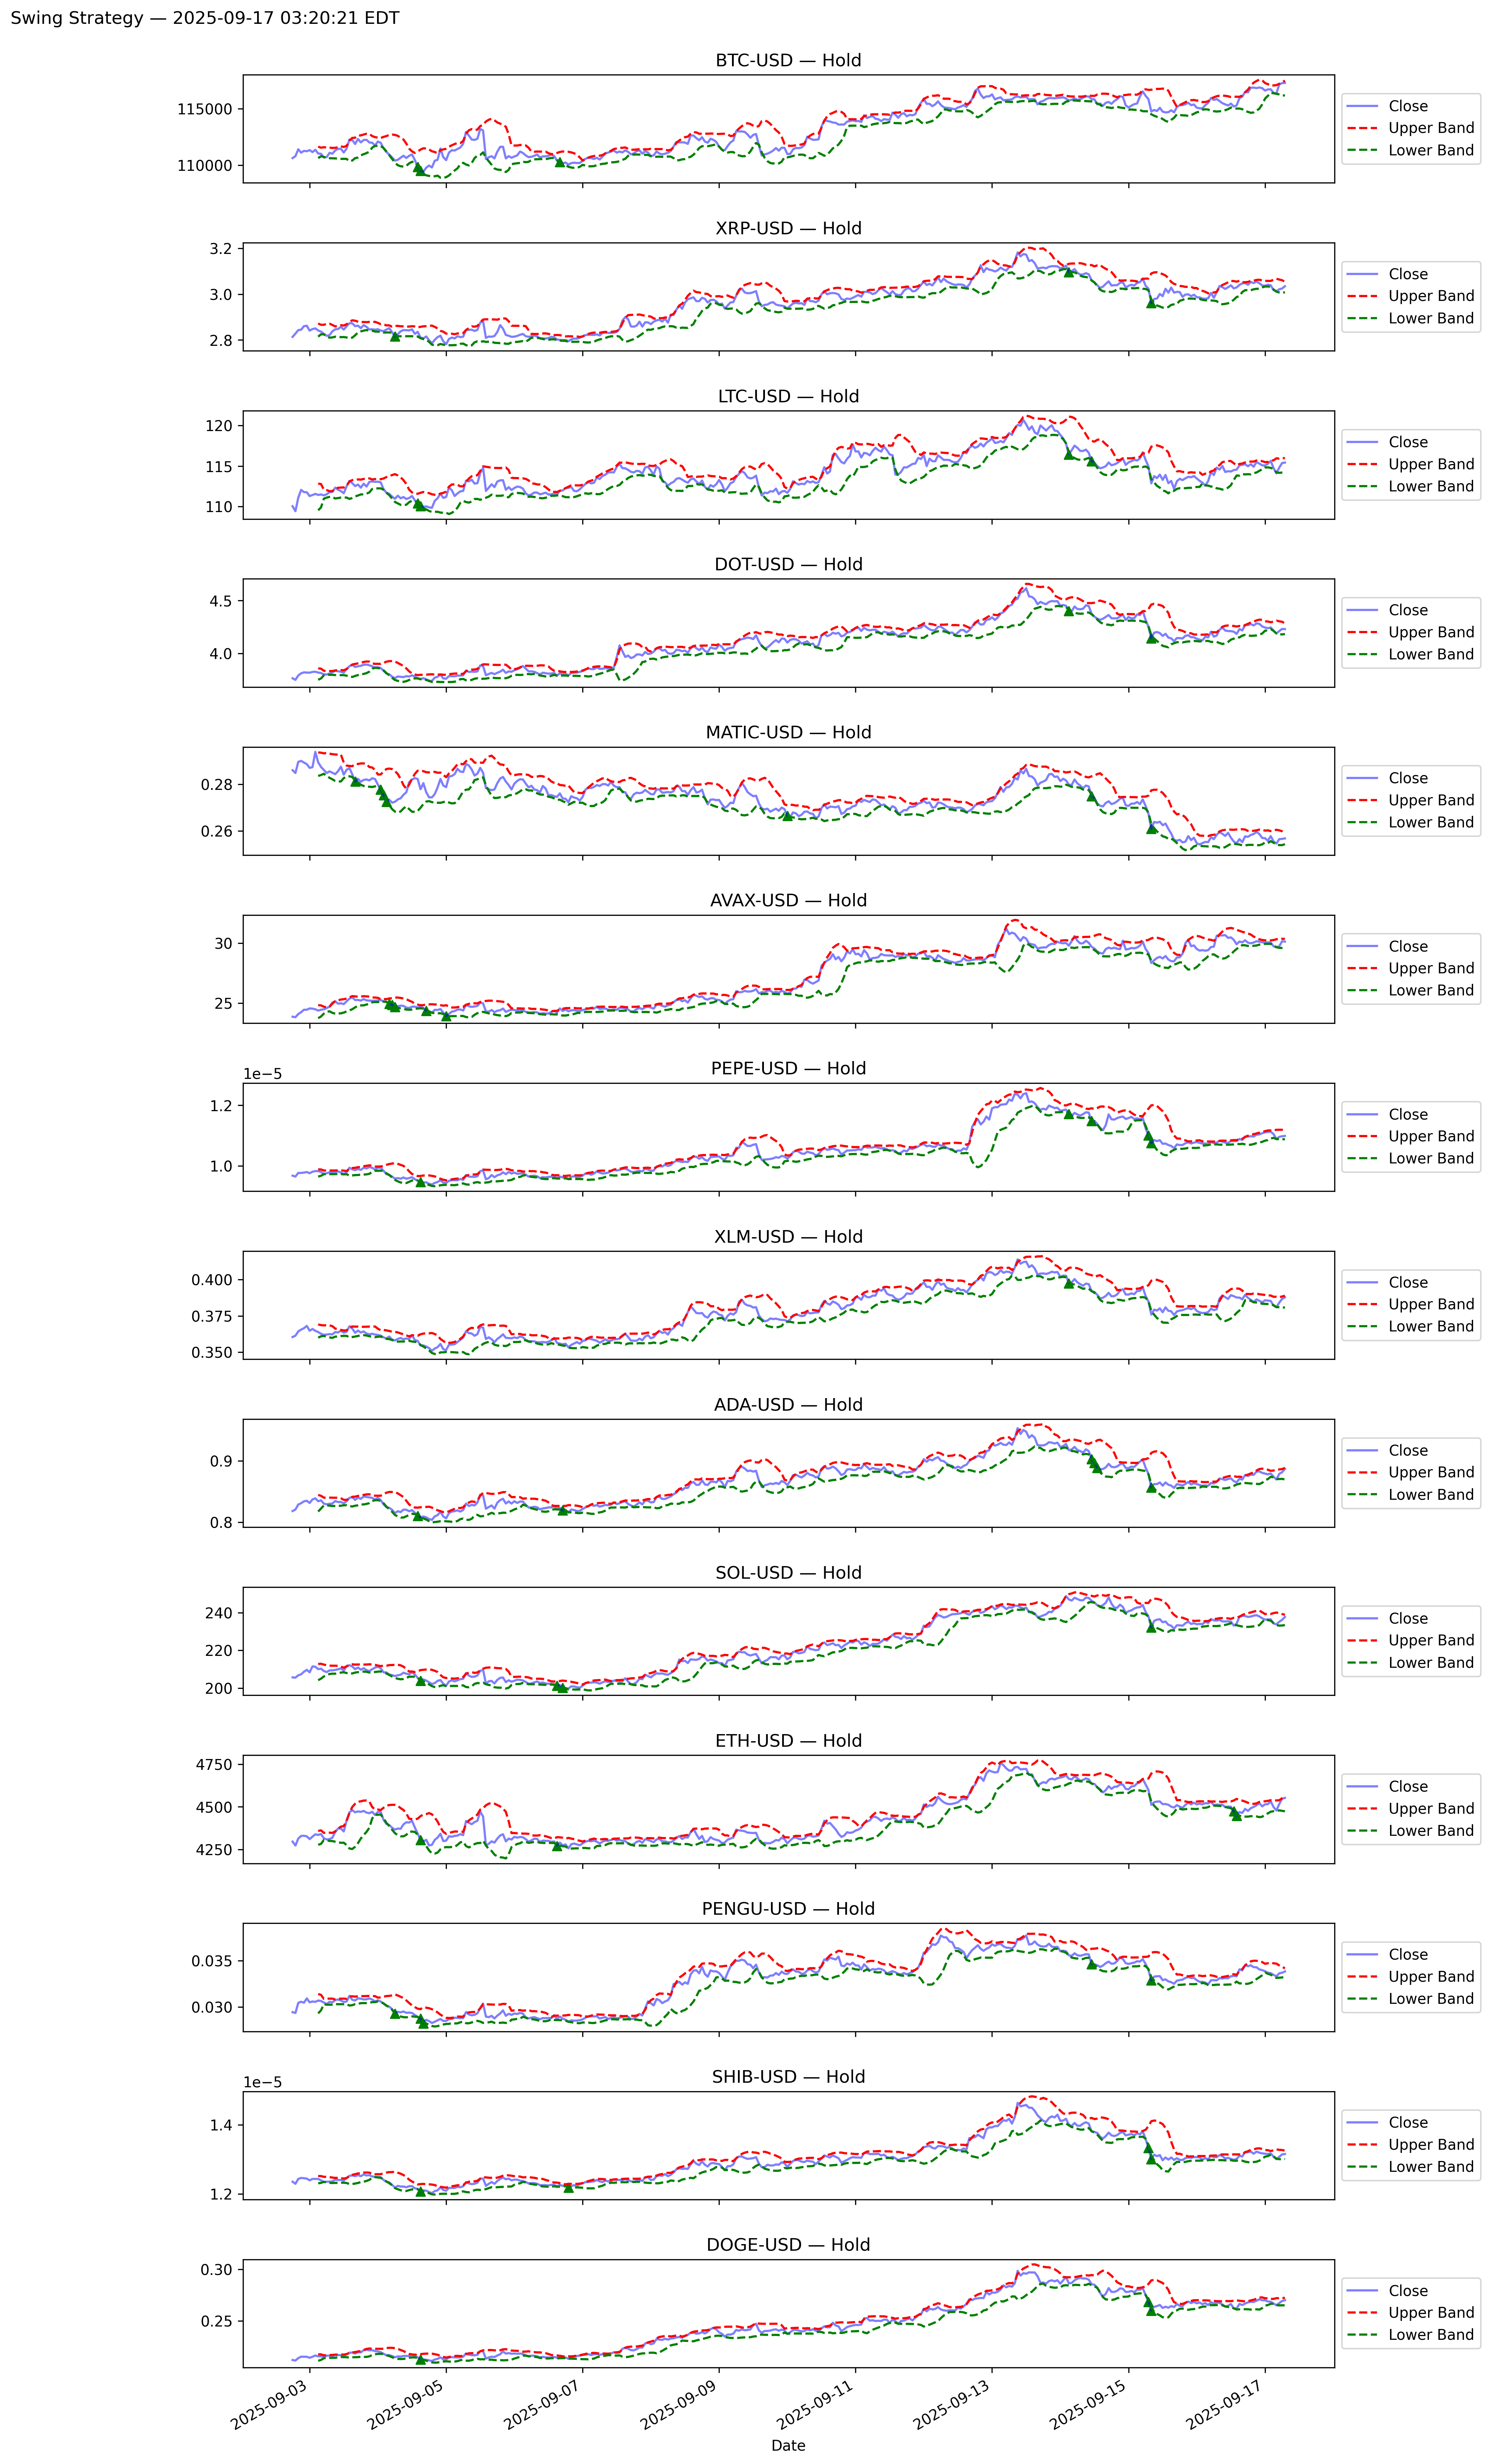 Swing Strategy — 2025-09-17 03:20:21 EDT
BTC-USD — Hold
115000
110000
Close
Upper Band
Lower Band
XRP-USD — Hold
3.2
3.0
2.8
Close
Upper Band
Lower Band
LTC-USD — Hold
120
115
110
Close
Upper Band
Lower Band
DOT-USD — Hold
4.5
4.0
Close
Upper Band
Lower Band
MATIC-USD — Hold
0.28
0.26
Close
Upper Band
Lower Band
AVAX-USD — Hold
30
25
Close
Upper Band
Lower Band
PEPE-USD — Hold
1e−5
1.2
1.0
Close
Upper Band
Lower Band
XLM-USD — Hold
0.400
0.375
0.350
Close
Upper Band
Lower Band
ADA-USD — Hold
0.9
0.8
Close
Upper Band
Lower Band
SOL-USD — Hold
240
220
200
Close
Upper Band
Lower Band
ETH-USD — Hold
4750
4500
4250
Close
Upper Band
Lower Band
PENGU-USD — Hold
0.035
0.030
Close
Upper Band
Lower Band
SHIB-USD — Hold
1e−5
1.4
1.2
Close
Upper Band
Lower Band
DOGE-USD — Hold
0.30
0.25
Close
Upper Band
Lower Band
2025-09-03
2025-09-05
2025-09-07
2025-09-09
2025-09-11
2025-09-13
2025-09-15
2025-09-17
Date